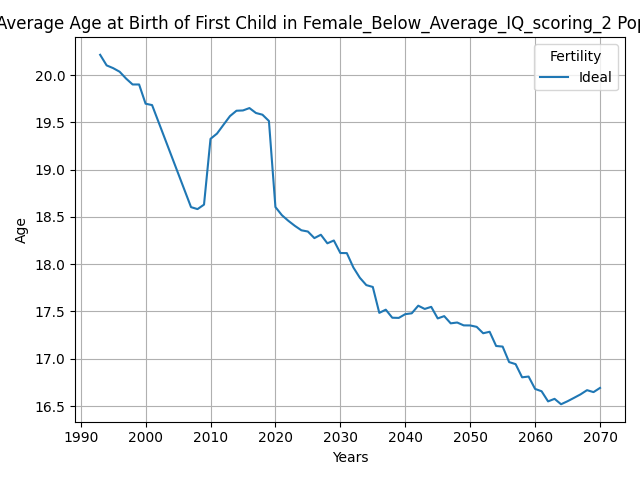 Average Age at Birth of First Child in Female_Below_Average_IQ_scoring_2 Pop
Fertility
Ideal
20.0
19.5
19.0
18.5
18.0
17.5
17.0
16.5
Age
1990 2000 2010 2020 2030 2040 2050 2060 2070
Years